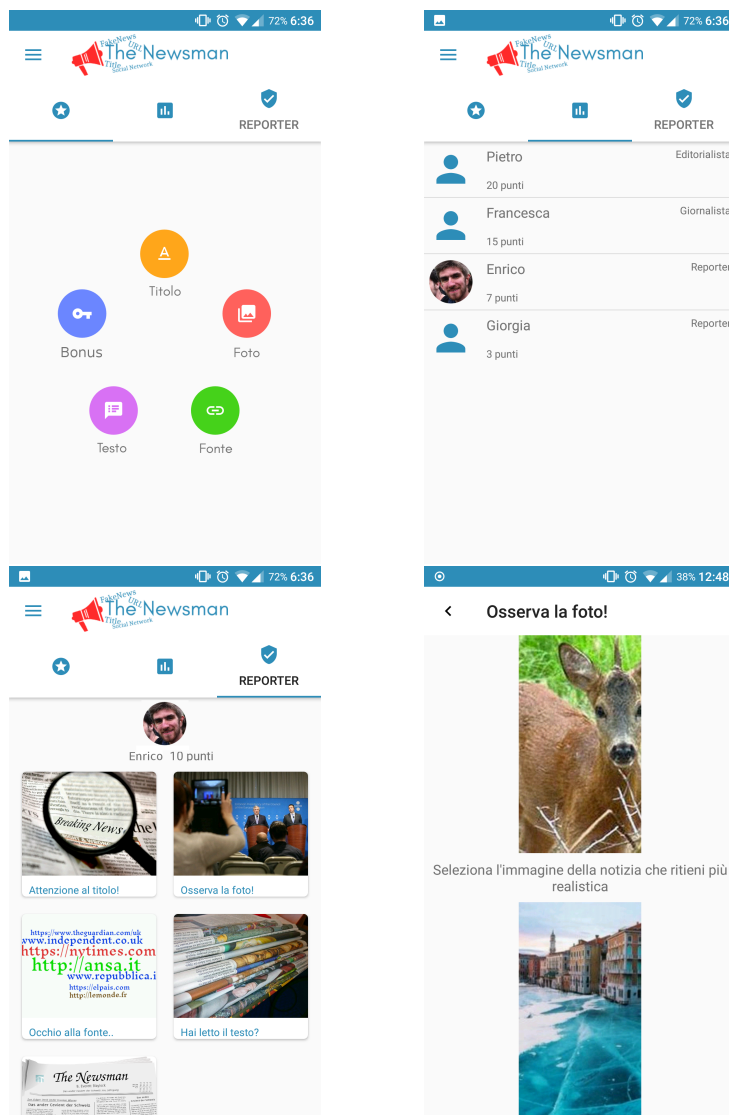 72% 6:36
FakeNews
URL
The Newsman
Title
Social Network
REPORTER
A
Titolo
Bonus
Foto
Testo
Fonte
72% 6:36
FakeNews
URL
The Newsman
Title
Social Network
REPORTER
Pietro
Editorialista
20 punti
Francesca
Giornalista
15 punti
Enrico
Reporter
7 punti
Giorgia
Reporter
3 punti
72% 6:36
FakeNews
URL
The Newsman
Title
Social Network
REPORTER
Enrico 10 punti
Breaking News
the
Attenzione al titolo!
Osserva la foto!
https://www.theguardian.com/uk
www.independent.co.uk
https://nytimes.com
http://ansa.it
www.repubblica.i
https://elpais.com
http://lemonde.fr
Occhio alla fonte..
Hai letto il testo?
The Newsman
38% 12:48
Osserva la foto!
Seleziona l'immagine della notizia che ritieni più
realistica